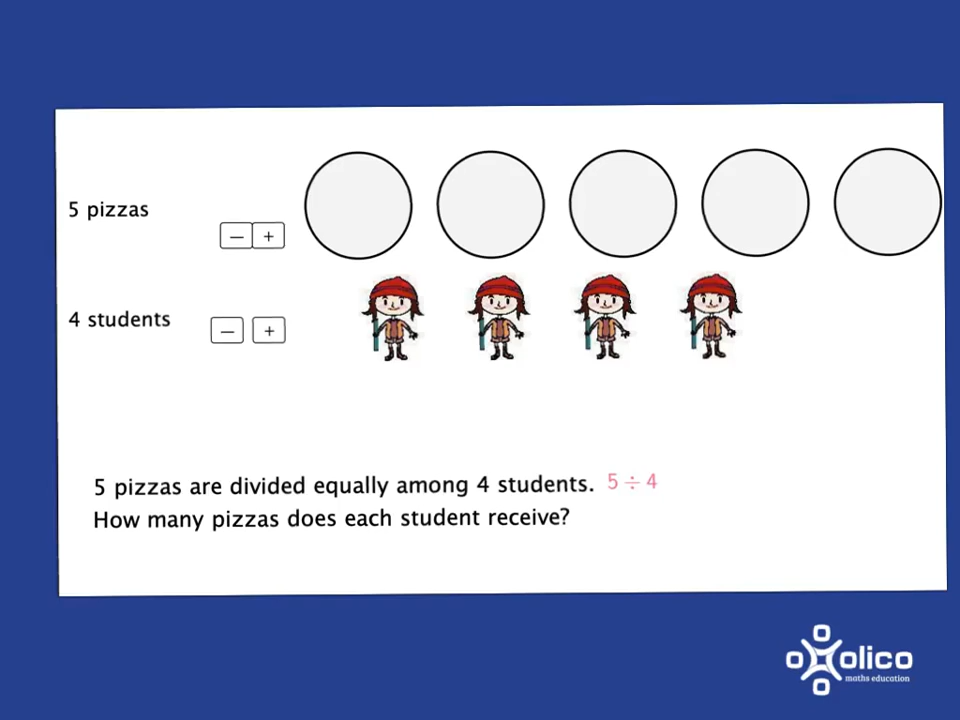 5 pizzas
— +
4 students
— +
5 pizzas are divided equally among 4 students. 5 ÷ 4
How many pizzas does each student receive?
olico
maths education